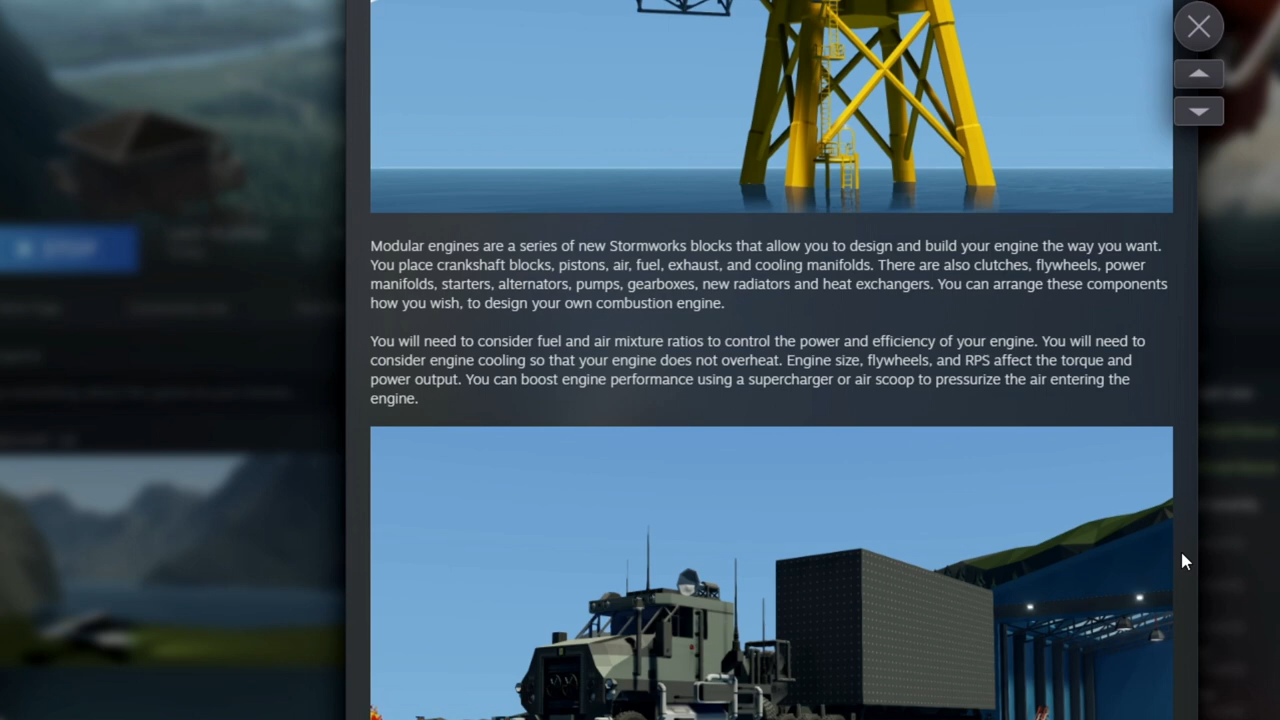 Modular engines are a series of new Stormworks blocks that allow you to design and build your engine the way you want.
You place crankshaft blocks, pistons, air, fuel, exhaust, and cooling manifolds. There are also clutches, flywheels, power
manifolds, starters, alternators, pumps, gearboxes, new radiators and heat exchangers. You can arrange these components
how you wish, to design your own combustion engine.
You will need to consider fuel and air mixture ratios to control the power and efficiency of your engine. You will need to
consider engine cooling so that your engine does not overheat. Engine size, flywheels, and RPS affect the torque and
power output. You can boost engine performance using a supercharger or air scoop to pressurize the air entering the
engine.